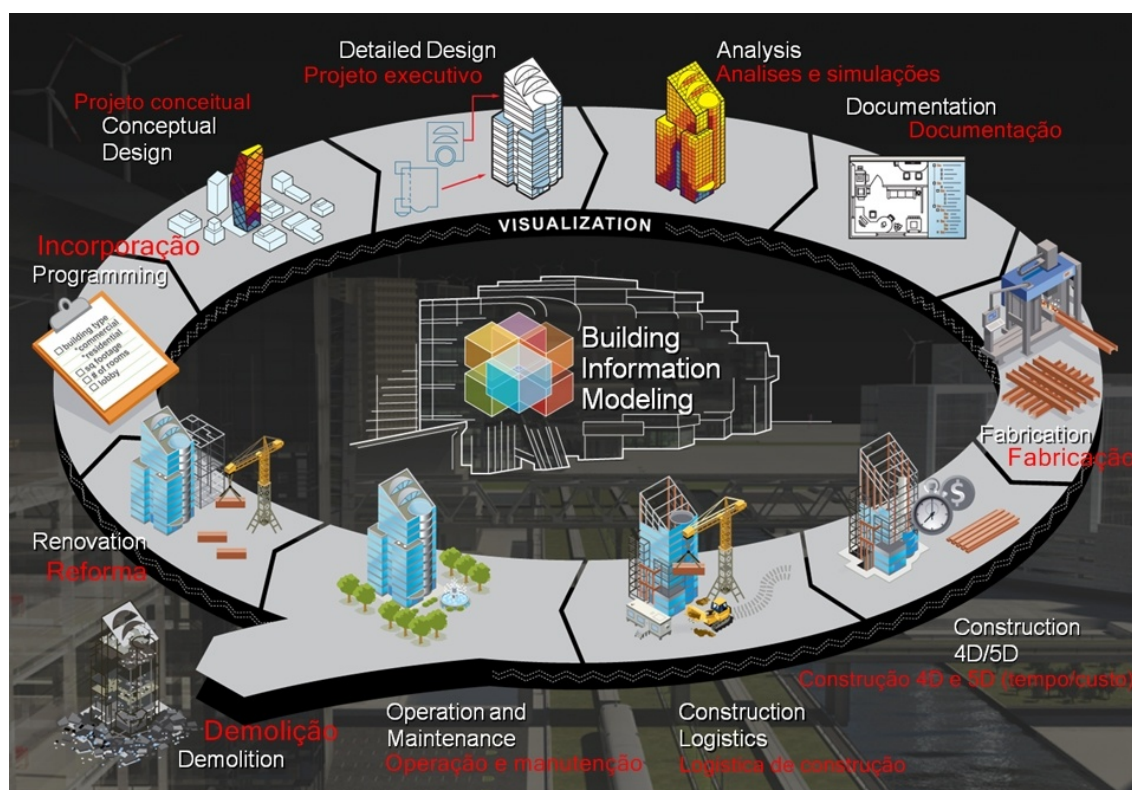 Detailed Design
Projeto executivo
Analysis
Analises e simulações
Projeto conceitual
Conceptual
Design
Documentation
Documentação
VISUALIZATION
Incorporação
Programming
building type
*commercial
*residential
sq footage
# of rooms
lobby
Building
Information
Modeling
Fabrication
Fabricação
$
Renovation
Reforma
Construction
4D/5D
Construção 4D e 5D (tempo/custo)
Demolição
Demolition
Operation and
Maintenance
Operação e manutenção
Construction
Logistics
Logistica de construção